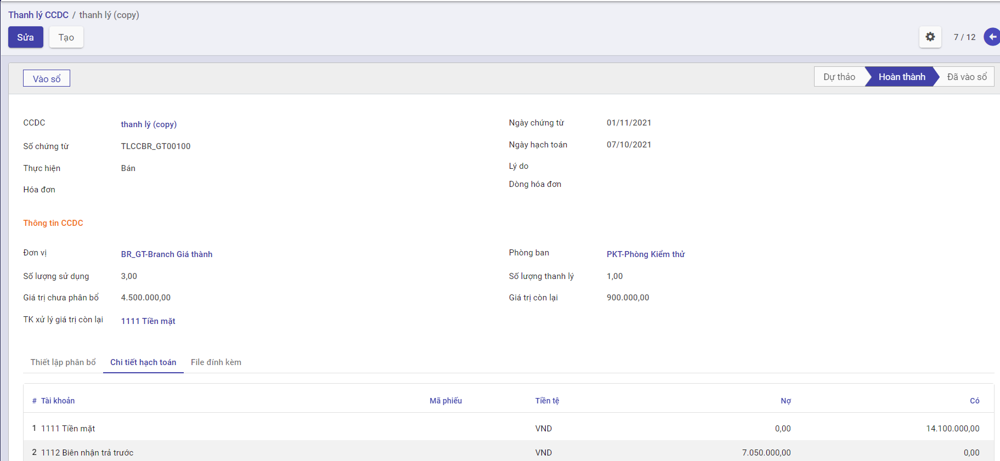 Thanh lý CCDC / thanh lý (copy)
Sửa Tạo 7 / 12
Vào sổ Dự thảo Hoàn thành Đã vào sổ
CCDC thanh lý (copy) Ngày chứng từ 01/11/2021
Số chứng từ TLCCBR_GT00100 Ngày hạch toán 07/10/2021
Thực hiện Bán Lý do
Hóa đơn Dòng hóa đơn
Thông tin CCDC
Đơn vị BR_GT-Branch Giá thành Phòng ban PKT-Phòng Kiểm thử
Số lượng sử dụng 3,00 Số lượng thanh lý 1,00
Giá trị chưa phân bổ 4.500.000,00 Giá trị còn lại 900.000,00
TK xử lý giá trị còn lại 1111 Tiền mặt
Thiết lập phân bổ Chi tiết hạch toán File đính kèm
# Tài khoản Mã phiếu Tiền tệ Nợ Có
1 1111 Tiền mặt VND 0,00 14.100.000,00
2 1112 Biên nhận trả trước VND 7.050.000,00 0,00